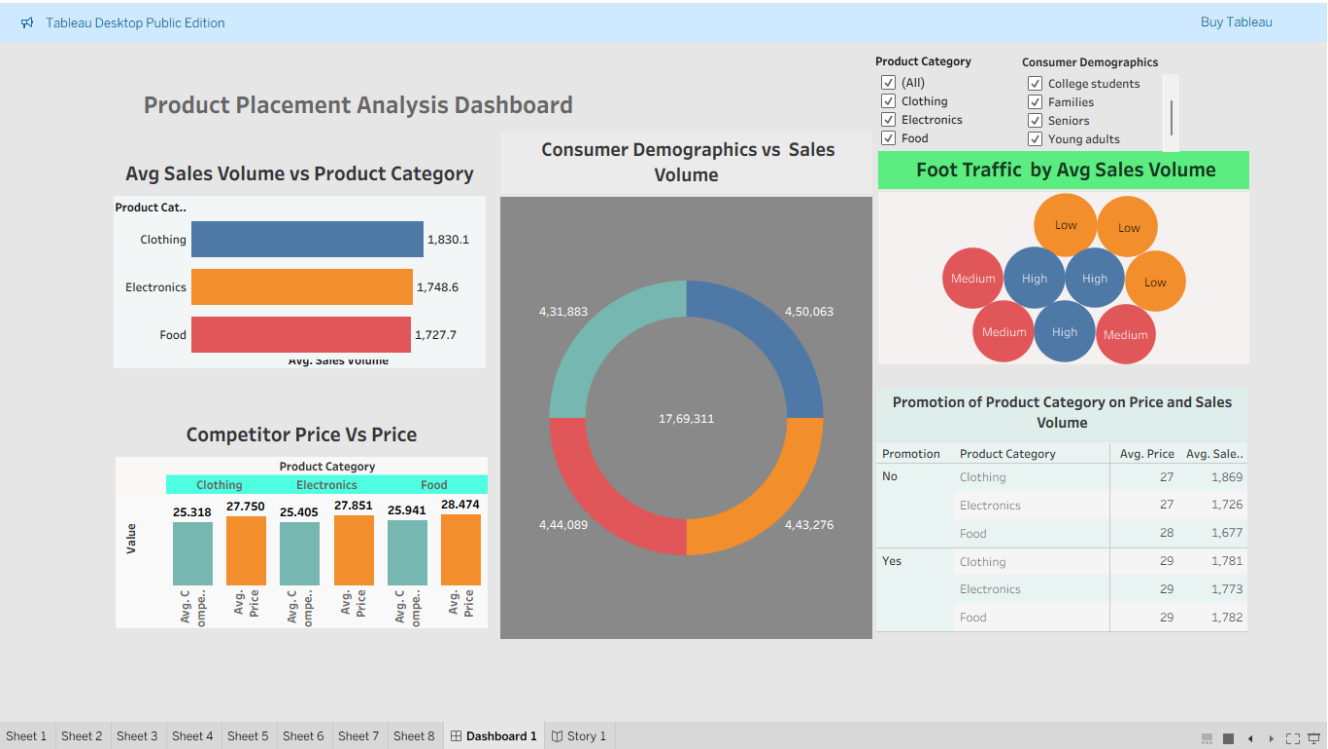 Tableau Desktop Public Edition
Buy Tableau
Product Placement Analysis Dashboard
Product Category
(All)
Clothing
Electronics
Food
Consumer Demographics
College students
Families
Seniors
Young adults
Avg Sales Volume vs Product Category
Product Cat..
Clothing 1,830.1
Electronics 1,748.6
Food 1,727.7
Avg. Sales Volume
Competitor Price Vs Price
Product Category
Clothing Electronics Food
25.318 27.750 25.405 27.851 25.941 28.474
Value
Avg. C
ompe..
Avg.
Price
Avg. C
ompe..
Avg.
Price
Avg. C
ompe..
Avg.
Price
Consumer Demographics vs Sales
Volume
4,31,883 4,50,063
17,69,311
4,44,089 4,43,276
Foot Traffic by Avg Sales Volume
Low Low
Medium High High Low
Medium High Medium
Promotion of Product Category on Price and Sales
Volume
Promotion Product Category Avg. Price Avg. Sale..
No Clothing 27 1,869
Electronics 27 1,726
Food 28 1,677
Yes Clothing 29 1,781
Electronics 29 1,773
Food 29 1,782
Sheet 1 Sheet 2 Sheet 3 Sheet 4 Sheet 5 Sheet 6 Sheet 7 Sheet 8 Dashboard 1 Story 1